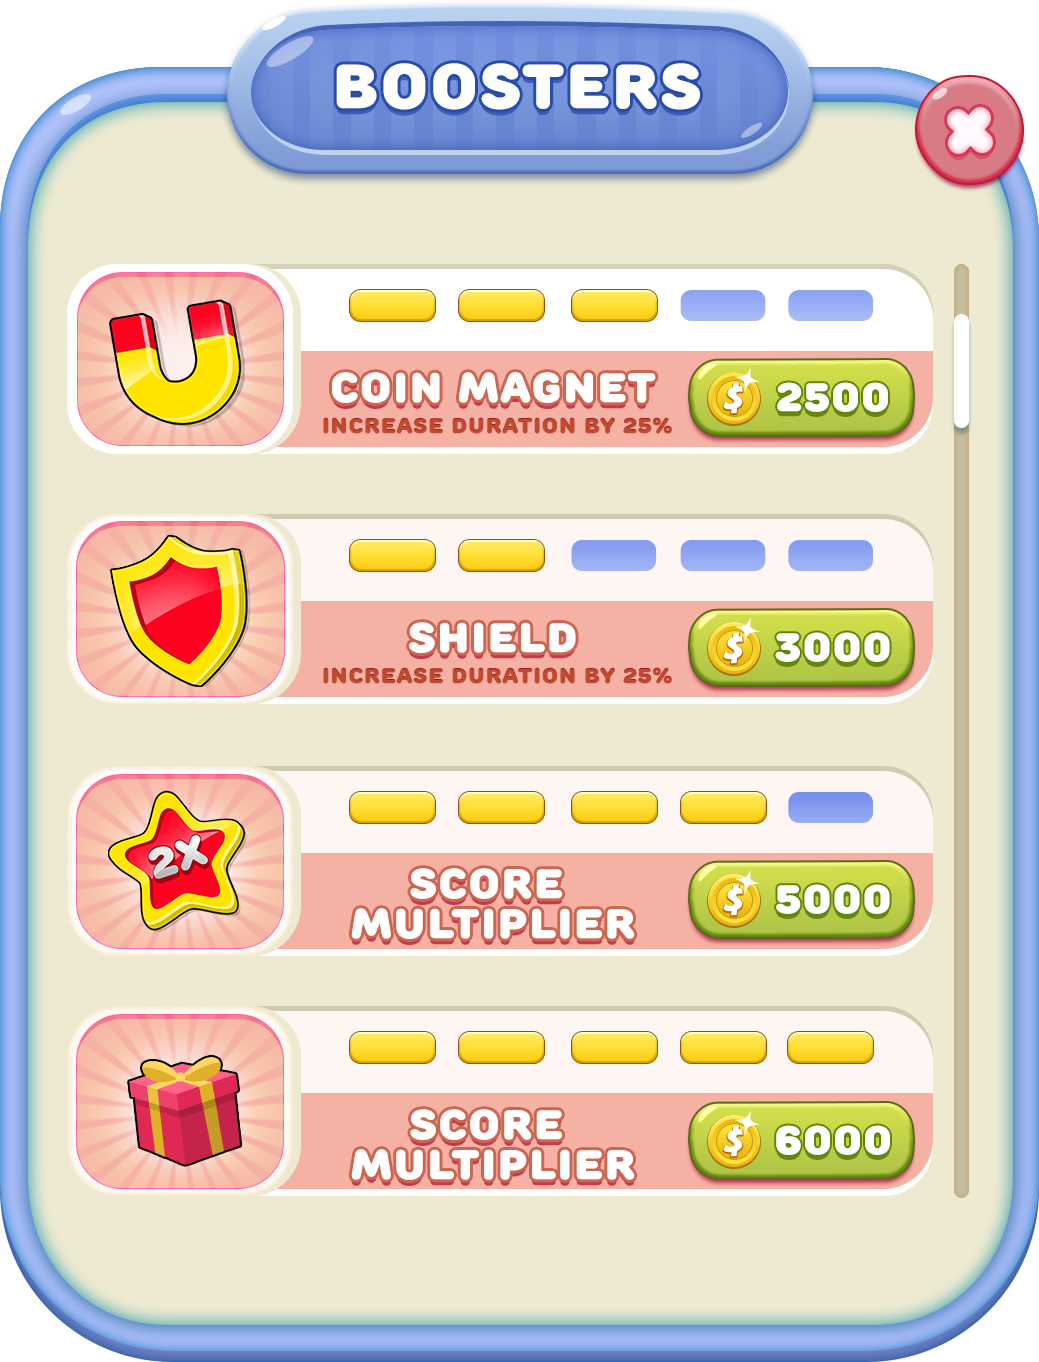 BOOSTERS
COIN MAGNET
INCREASE DURATION BY 25%
$ 2500
SHIELD
INCREASE DURATION BY 25%
$ 3000
2X
SCORE
MULTIPLIER
$ 5000
SCORE
MULTIPLIER
$ 6000